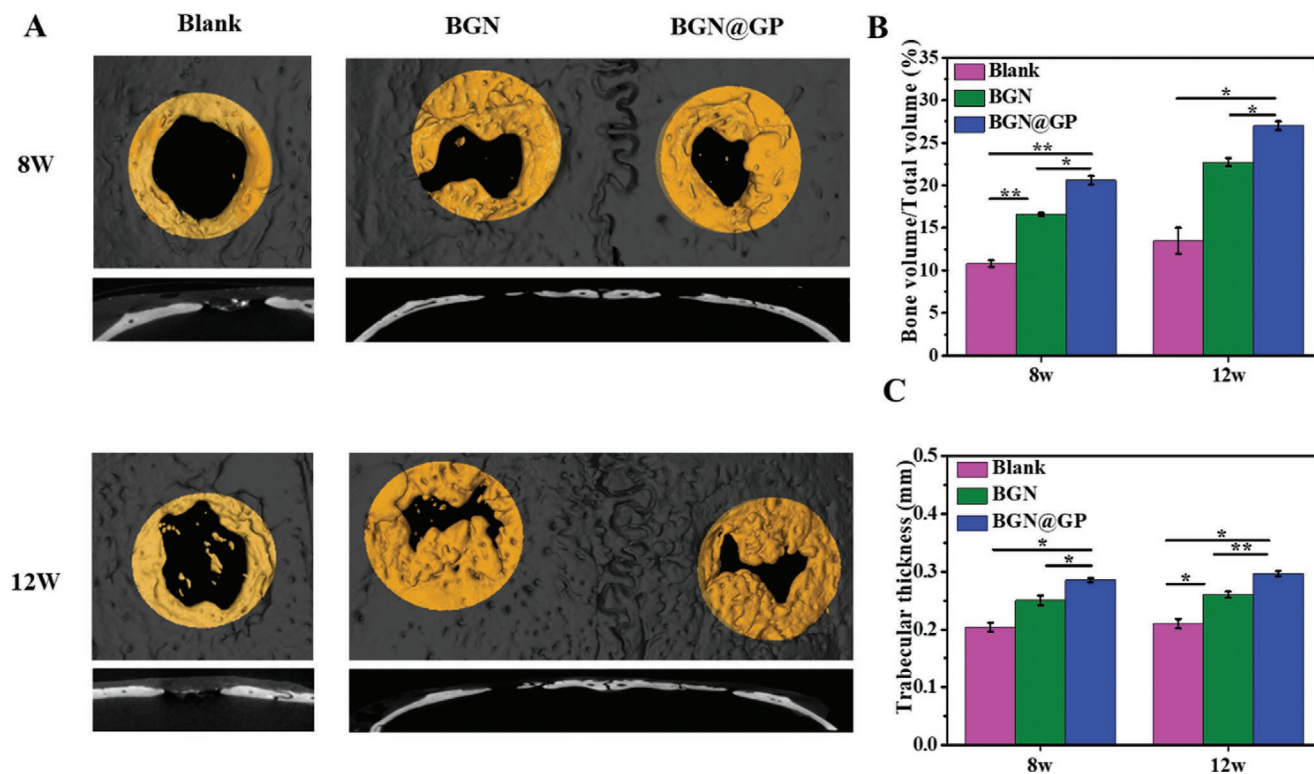 A
Blank
BGN
BGN@GP
8W
12W
B
Bone volume/Total volume (%)
35
30
25
20
15
10
5
0
Blank
BGN
BGN@GP
**
**
*
*
*
8w
12w
C
Trabecular thickness (mm)
0.5
0.4
0.3
0.2
0.1
0.0
Blank
BGN
BGN@GP
*
*
*
*
**
8w
12w